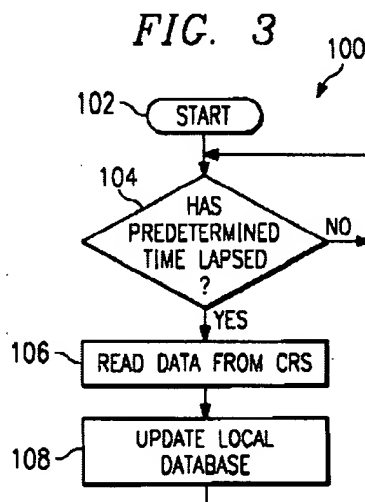 FIG. 3
100
102
START
104
HAS
PREDETERMINED
TIME LAPSED
?
NO
YES
106
READ DATA FROM CRS
108
UPDATE LOCAL
DATABASE